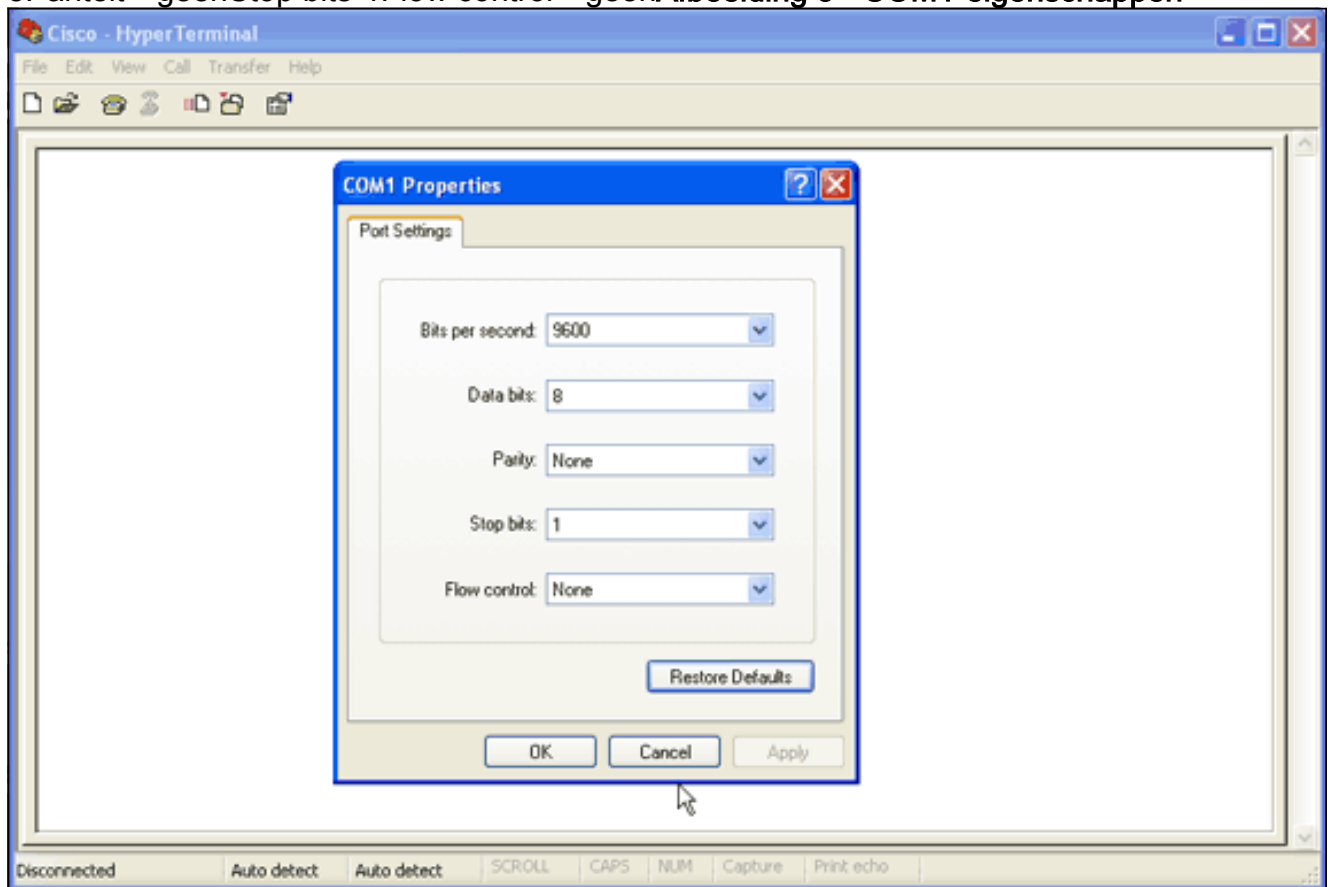 Cisco - HyperTerminal
File Edit View Call Transfer Help
COM1 Properties
Port Settings
Bits per second: 9600
Data bits: 8
Parity: None
Stop bits: 1
Flow control: None
Restore Defaults
OK Cancel Apply
Disconnected Auto detect Auto detect SCROLL CAPS NUM Capture Print echo